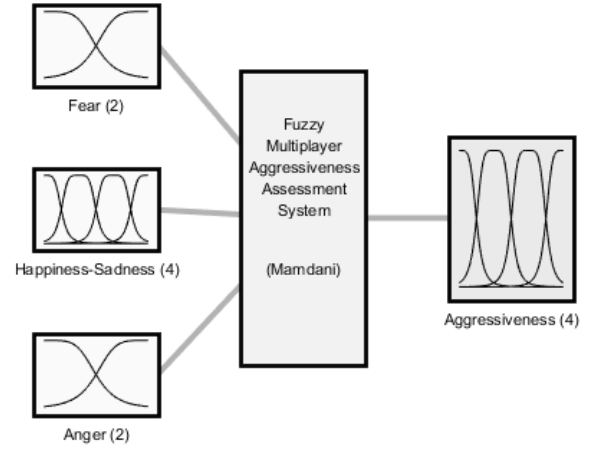 Fear (2)
Happiness-Sadness (4)
Anger (2)
Fuzzy
Multiplayer
Aggressiveness
Assessment
System
(Mamdani)
Aggressiveness (4)